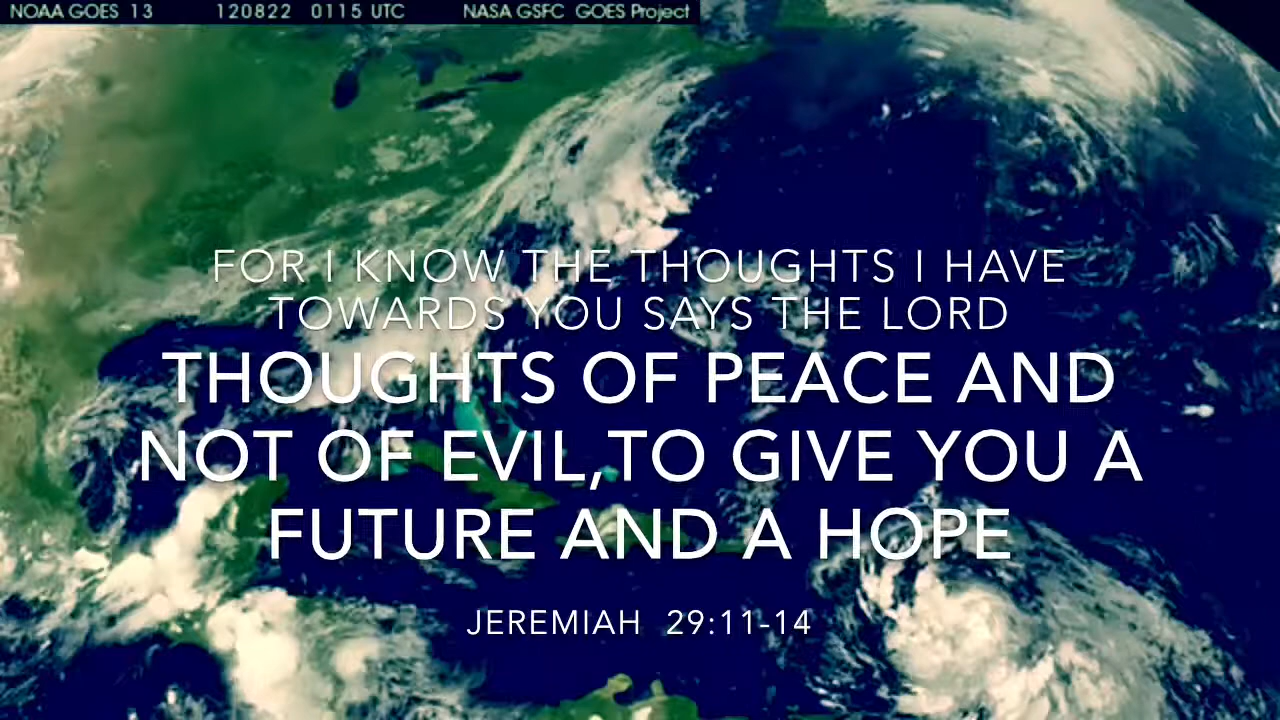 NOAA GOES 13 120822 0115 UTC NASA GSFC GOES Project
FOR I KNOW THE THOUGHTS I HAVE
TOWARDS YOU SAYS THE LORD
THOUGHTS OF PEACE AND
NOT OF EVIL,TO GIVE YOU A
FUTURE AND A HOPE
JEREMIAH 29:11-14